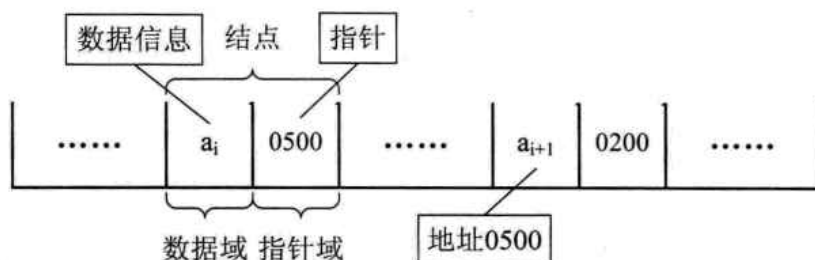 数据信息 结点 指针
…… aᵢ 0500 …… aᵢ₊₁ 0200 ……
数据域 指针域 地址0500